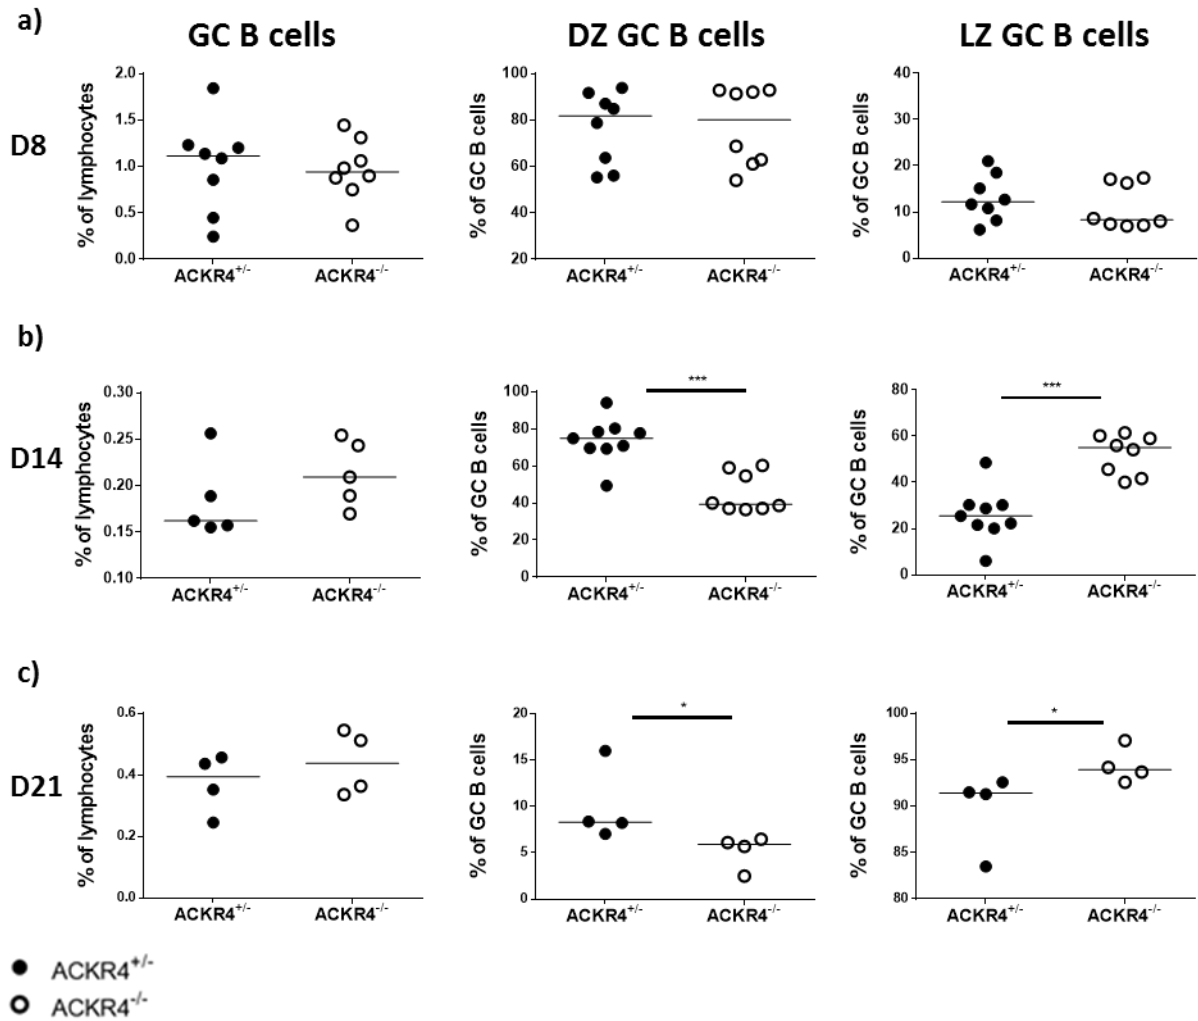 a)
GC B cells
DZ GC B cells
LZ GC B cells
D8
% of lymphocytes
2.0
1.5
1.0
0.5
0.0
ACKR4+/-
ACKR4-/-
% of GC B cells
100
80
60
40
20
ACKR4+/-
ACKR4-/-
% of GC B cells
40
30
20
10
0
ACKR4+/-
ACKR4-/-
b)
D14
% of lymphocytes
0.30
0.25
0.20
0.15
0.10
ACKR4+/-
ACKR4-/-
% of GC B cells
100
80
60
40
20
0
***
ACKR4+/-
ACKR4-/-
% of GC B cells
80
60
40
20
0
***
ACKR4+/-
ACKR4-/-
c)
D21
% of lymphocytes
0.6
0.4
0.2
0.0
ACKR4+/-
ACKR4-/-
% of GC B cells
20
15
10
5
0
*
ACKR4+/-
ACKR4-/-
% of GC B cells
100
95
90
85
80
*
ACKR4+/-
ACKR4-/-
ACKR4+/-
ACKR4-/-